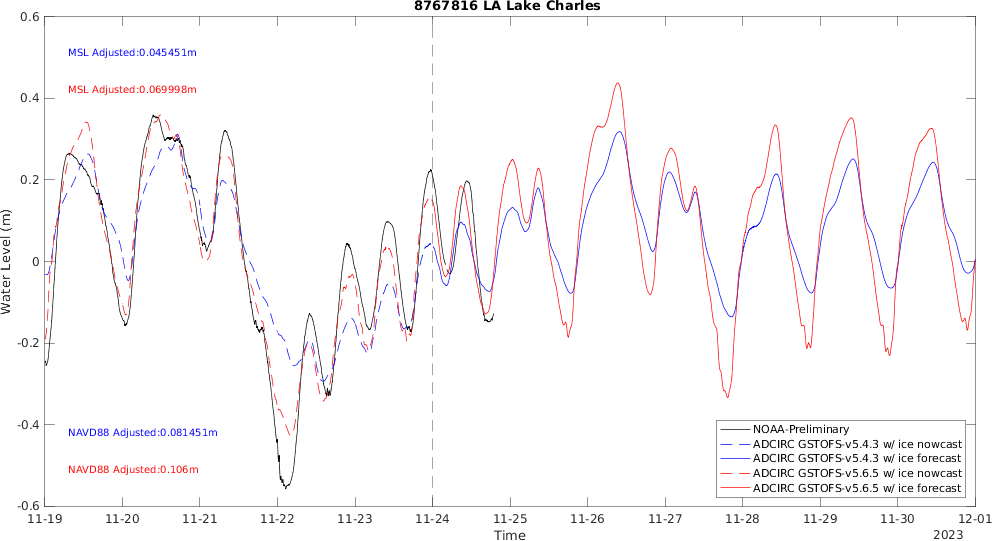 8767816 LA Lake Charles
0.6
MSL Adjusted:0.045451m
MSL Adjusted:0.069998m
0.4
0.2
0
-0.2
-0.4
-0.6
Water Level (m)
NAVD88 Adjusted:0.081451m
NAVD88 Adjusted:0.106m
NOAA-Preliminary
ADCIRC GSTOFS-v5.4.3 w/ ice nowcast
ADCIRC GSTOFS-v5.4.3 w/ ice forecast
ADCIRC GSTOFS-v5.6.5 w/ ice nowcast
ADCIRC GSTOFS-v5.6.5 w/ ice forecast
11-19 11-20 11-21 11-22 11-23 11-24 11-25 11-26 11-27 11-28 11-29 11-30 12-01
Time
2023